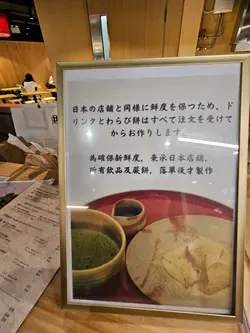 日本の店舗と同様に鮮度を保つため、ド
リンクとわらび餅はすべて注文を受けて
からお作りします。
為確保新鮮度，秉承日本店舖，
所有飲品及蕨餅，落單後才製作